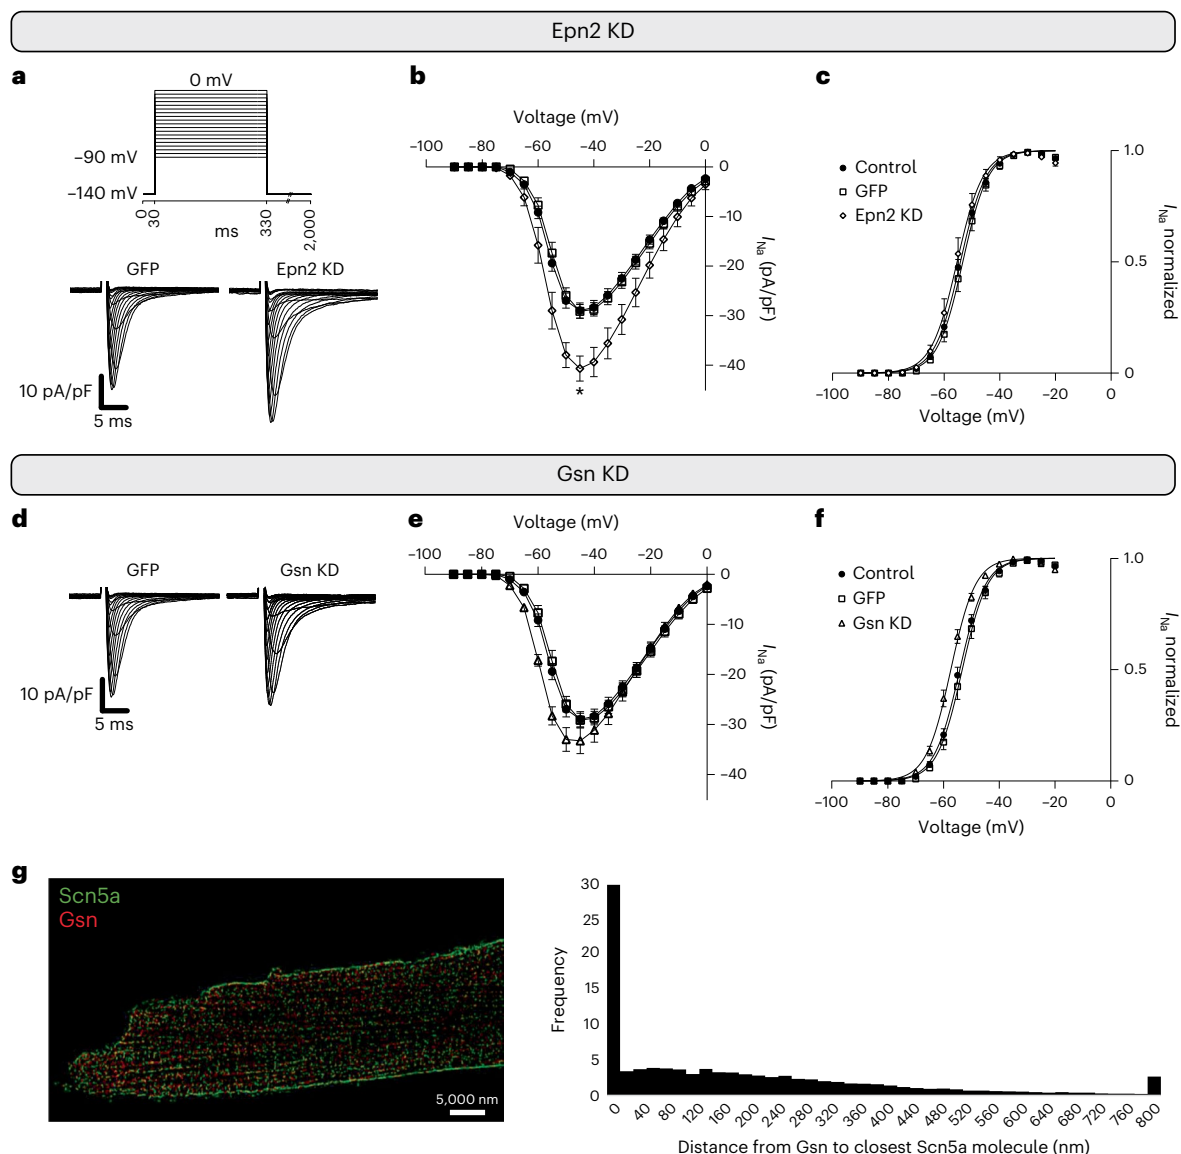 Epn2 KD
a
0 mV
−90 mV
−140 mV
0
30
330
2,000
ms
GFP
Epn2 KD
10 pA/pF
5 ms
b
Voltage (mV)
−100 −80 −60 −40 −20 0
0
−10
−20
−30
−40
INa (pA/pF)
*
c
Control
GFP
Epn2 KD
1.0
0.5
0
INa normalized
−100 −80 −60 −40 −20 0
Voltage (mV)
Gsn KD
d
GFP
Gsn KD
10 pA/pF
5 ms
e
Voltage (mV)
−100 −80 −60 −40 −20 0
0
−10
−20
−30
−40
INa (pA/pF)
f
Control
GFP
Gsn KD
1.0
0.5
0
INa normalized
−100 −80 −60 −40 −20 0
Voltage (mV)
g
Scn5a
Gsn
5,000 nm
30
25
20
15
10
5
0
Frequency
0 40 80 120 160 200 240 280 320 360 400 440 480 520 560 600 640 680 720 760 800
Distance from Gsn to closest Scn5a molecule (nm)